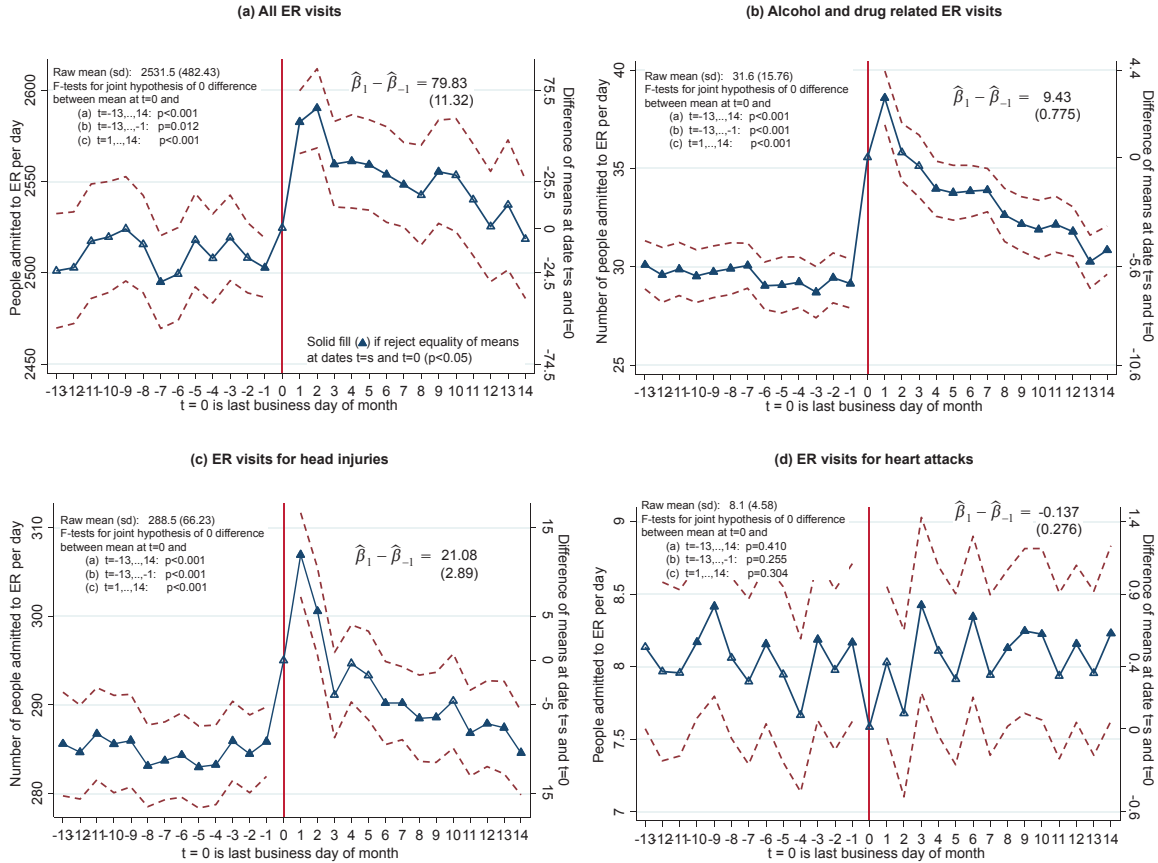 (a) All ER visits
Raw mean (sd): 2531.5 (482.43)
F-tests for joint hypothesis of 0 difference
between mean at t=0 and
(a) t=-13,..,14: p<0.001
(b) t=-13,..,-1: p=0.012
(c) t=1,..,14: p<0.001
β̂₁ − β̂₋₁ = 79.83
(11.32)
People admitted to ER per day
2600
2550
2500
2450
Difference of means at date t=s and t=0
75.5
-25.5
0
-24.5
-74.5
Solid fill (▲) if reject equality of means
at dates t=s and t=0 (p<0.05)
-13 -12 -11 -10 -9 -8 -7 -6 -5 -4 -3 -2 -1 0 1 2 3 4 5 6 7 8 9 10 11 12 13 14
t = 0 is last business day of month
(b) Alcohol and drug related ER visits
Raw mean (sd): 31.6 (15.76)
F-tests for joint hypothesis of 0 difference
between mean at t=0 and
(a) t=-13,..,14: p<0.001
(b) t=-13,..,-1: p<0.001
(c) t=1,..,14: p<0.001
β̂₁ − β̂₋₁ = 9.43
(0.775)
Number of people admitted to ER per day
40
35
30
25
Difference of means at date t=s and t=0
4.4
0
-5.6
-10.6
-13 -12 -11 -10 -9 -8 -7 -6 -5 -4 -3 -2 -1 0 1 2 3 4 5 6 7 8 9 10 11 12 13 14
t = 0 is last business day of month
(c) ER visits for head injuries
Raw mean (sd): 288.5 (66.23)
F-tests for joint hypothesis of 0 difference
between mean at t=0 and
(a) t=-13,..,14: p<0.001
(b) t=-13,..,-1: p<0.001
(c) t=1,..,14: p<0.001
β̂₁ − β̂₋₁ = 21.08
(2.89)
Number of people admitted to ER per day
310
300
290
280
Difference of means at date t=s and t=0
15
5
0
-5
15
-13 -12 -11 -10 -9 -8 -7 -6 -5 -4 -3 -2 -1 0 1 2 3 4 5 6 7 8 9 10 11 12 13 14
t = 0 is last business day of month
(d) ER visits for heart attacks
Raw mean (sd): 8.1 (4.58)
F-tests for joint hypothesis of 0 difference
between mean at t=0 and
(a) t=-13,..,14: p=0.410
(b) t=-13,..,-1: p=0.255
(c) t=1,..,14: p=0.304
β̂₁ − β̂₋₁ = -0.137
(0.276)
People admitted to ER per day
9
8.5
8
7.5
7
Difference of means at date t=s and t=0
1.4
0.9
0.4
0
-0.6
-13 -12 -11 -10 -9 -8 -7 -6 -5 -4 -3 -2 -1 0 1 2 3 4 5 6 7 8 9 10 11 12 13 14
t = 0 is last business day of month